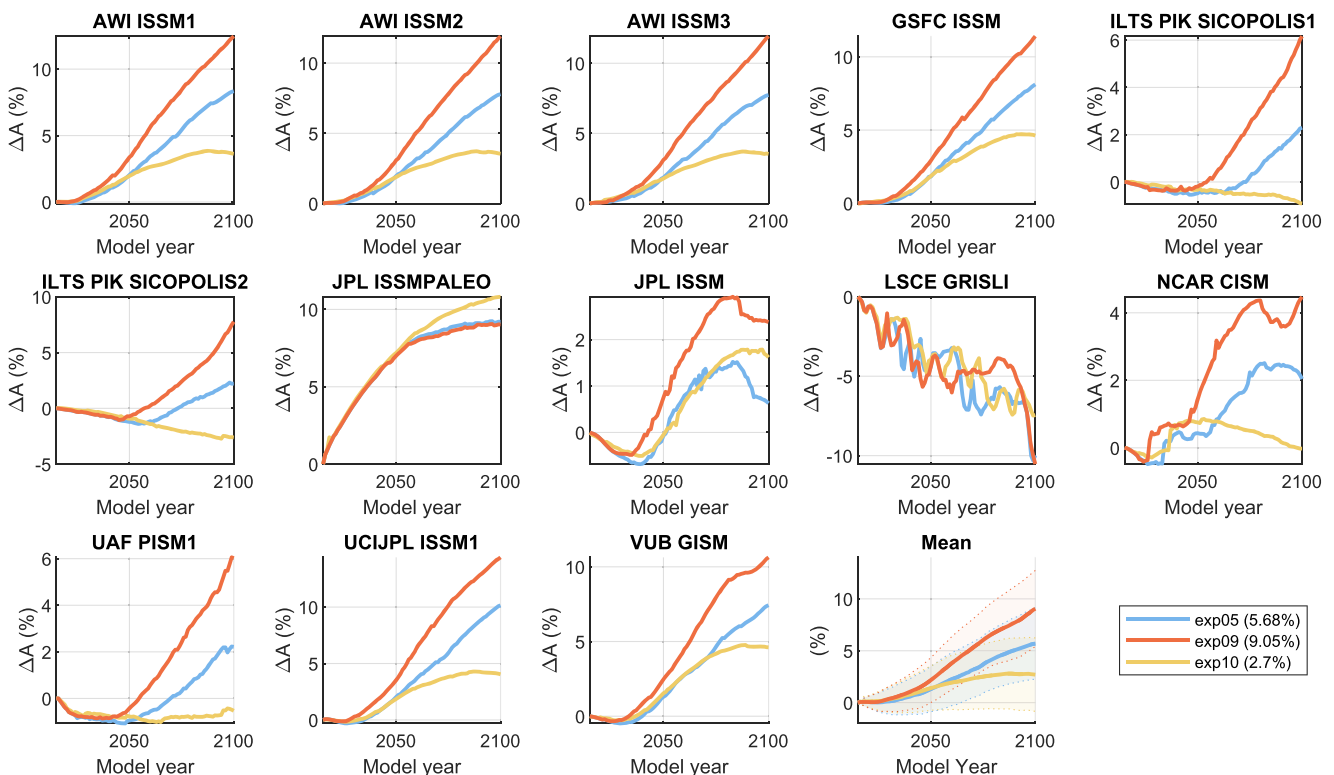 AWI ISSM1
AWI ISSM2
AWI ISSM3
GSFC ISSM
ILTS PIK SICOPOLIS1
ΔA (%)
10
5
0
2050
2100
Model year
ΔA (%)
10
5
0
2050
2100
Model year
ΔA (%)
10
5
0
2050
2100
Model year
ΔA (%)
10
5
0
2050
2100
Model year
ΔA (%)
6
4
2
0
2050
2100
Model year
ILTS PIK SICOPOLIS2
JPL ISSMPALEO
JPL ISSM
LSCE GRISLI
NCAR CISM
ΔA (%)
10
5
0
-5
2050
2100
Model year
ΔA (%)
10
5
0
2050
2100
Model year
ΔA (%)
2
1
0
2050
2100
Model year
ΔA (%)
0
-5
-10
2050
2100
Model year
ΔA (%)
4
2
0
2050
2100
Model year
UAF PISM1
UCIJPL ISSM1
VUB GISM
Mean
ΔA (%)
6
4
2
0
2050
2100
Model year
ΔA (%)
15
10
5
0
2050
2100
Model year
ΔA (%)
10
5
0
2050
2100
Model year
(%)
10
5
0
2050
2100
Model Year
exp05 (5.68%)
exp09 (9.05%)
exp10 (2.7%)